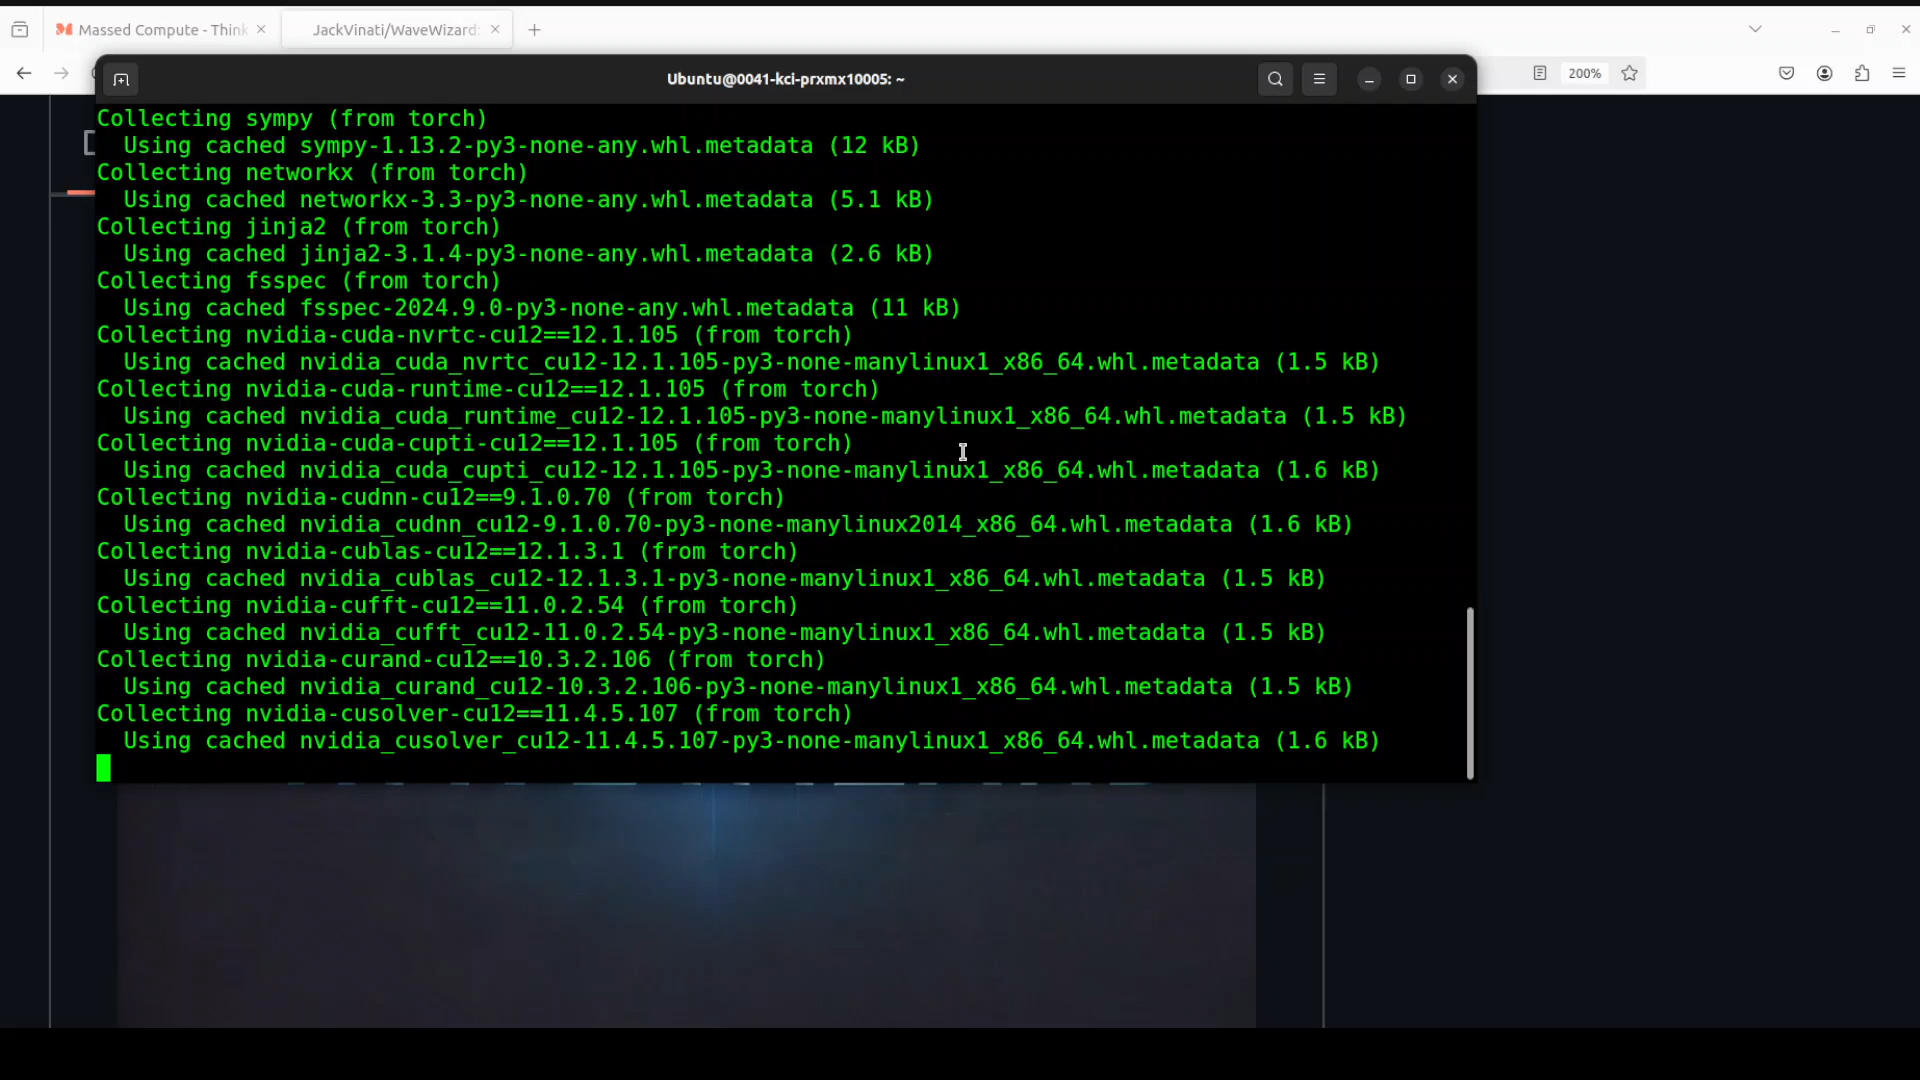 Massed Compute - Think
JackVinati/WaveWizard:
200%
Ubuntu@0041-kci-prxmx10005: ~
Collecting sympy (from torch)
Using cached sympy-1.13.2-py3-none-any.whl.metadata (12 kB)
Collecting networkx (from torch)
Using cached networkx-3.3-py3-none-any.whl.metadata (5.1 kB)
Collecting jinja2 (from torch)
Using cached jinja2-3.1.4-py3-none-any.whl.metadata (2.6 kB)
Collecting fsspec (from torch)
Using cached fsspec-2024.9.0-py3-none-any.whl.metadata (11 kB)
Collecting nvidia-cuda-nvrtc-cu12==12.1.105 (from torch)
Using cached nvidia_cuda_nvrtc_cu12-12.1.105-py3-none-manylinux1_x86_64.whl.metadata (1.5 kB)
Collecting nvidia-cuda-runtime-cu12==12.1.105 (from torch)
Using cached nvidia_cuda_runtime_cu12-12.1.105-py3-none-manylinux1_x86_64.whl.metadata (1.5 kB)
Collecting nvidia-cuda-cupti-cu12==12.1.105 (from torch)
Using cached nvidia_cuda_cupti_cu12-12.1.105-py3-none-manylinux1_x86_64.whl.metadata (1.6 kB)
Collecting nvidia-cudnn-cu12==9.1.0.70 (from torch)
Using cached nvidia_cudnn_cu12-9.1.0.70-py3-none-manylinux2014_x86_64.whl.metadata (1.6 kB)
Collecting nvidia-cublas-cu12==12.1.3.1 (from torch)
Using cached nvidia_cublas_cu12-12.1.3.1-py3-none-manylinux1_x86_64.whl.metadata (1.5 kB)
Collecting nvidia-cufft-cu12==11.0.2.54 (from torch)
Using cached nvidia_cufft_cu12-11.0.2.54-py3-none-manylinux1_x86_64.whl.metadata (1.5 kB)
Collecting nvidia-curand-cu12==10.3.2.106 (from torch)
Using cached nvidia_curand_cu12-10.3.2.106-py3-none-manylinux1_x86_64.whl.metadata (1.5 kB)
Collecting nvidia-cusolver-cu12==11.4.5.107 (from torch)
Using cached nvidia_cusolver_cu12-11.4.5.107-py3-none-manylinux1_x86_64.whl.metadata (1.6 kB)